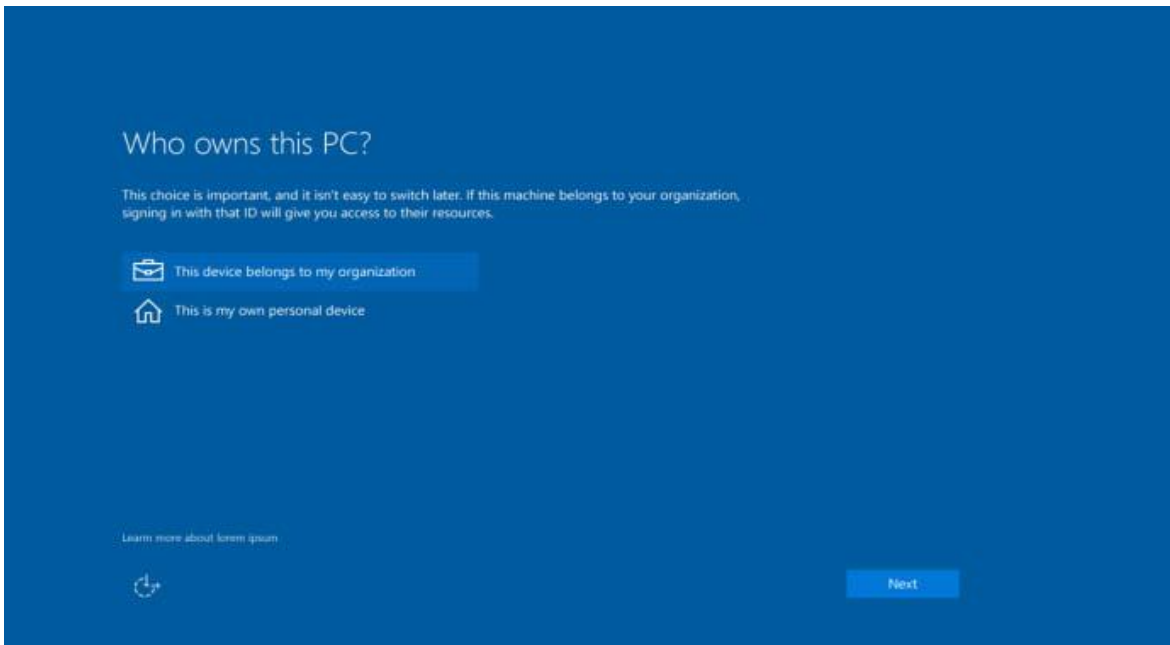 Who owns this PC?
This choice is important, and it isn't easy to switch later. If this machine belongs to your organization,
signing in with that ID will give you access to their resources.
This device belongs to my organization
This is my own personal device
Learn more about lorem ipsum
Next